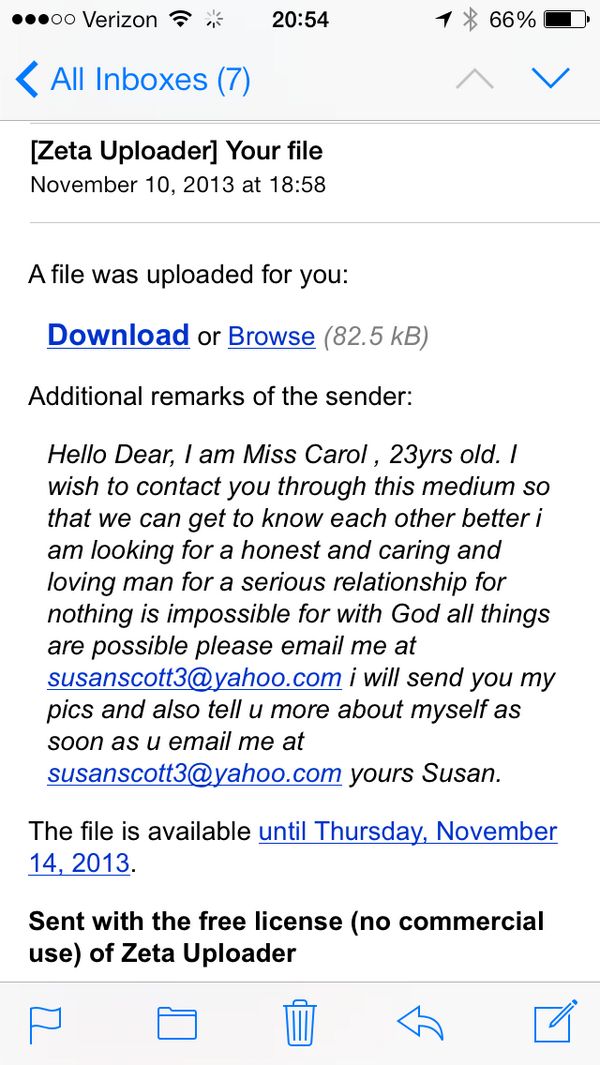 Verizon 20:54 66%
All Inboxes (7)
[Zeta Uploader] Your file
November 10, 2013 at 18:58
A file was uploaded for you:
Download or Browse (82.5 kB)
Additional remarks of the sender:
Hello Dear, I am Miss Carol , 23yrs old. I
wish to contact you through this medium so
that we can get to know each other better i
am looking for a honest and caring and
loving man for a serious relationship for
nothing is impossible for with God all things
are possible please email me at
susanscott3@yahoo.com i will send you my
pics and also tell u more about myself as
soon as u email me at
susanscott3@yahoo.com yours Susan.
The file is available until Thursday, November
14, 2013.
Sent with the free license (no commercial
use) of Zeta Uploader